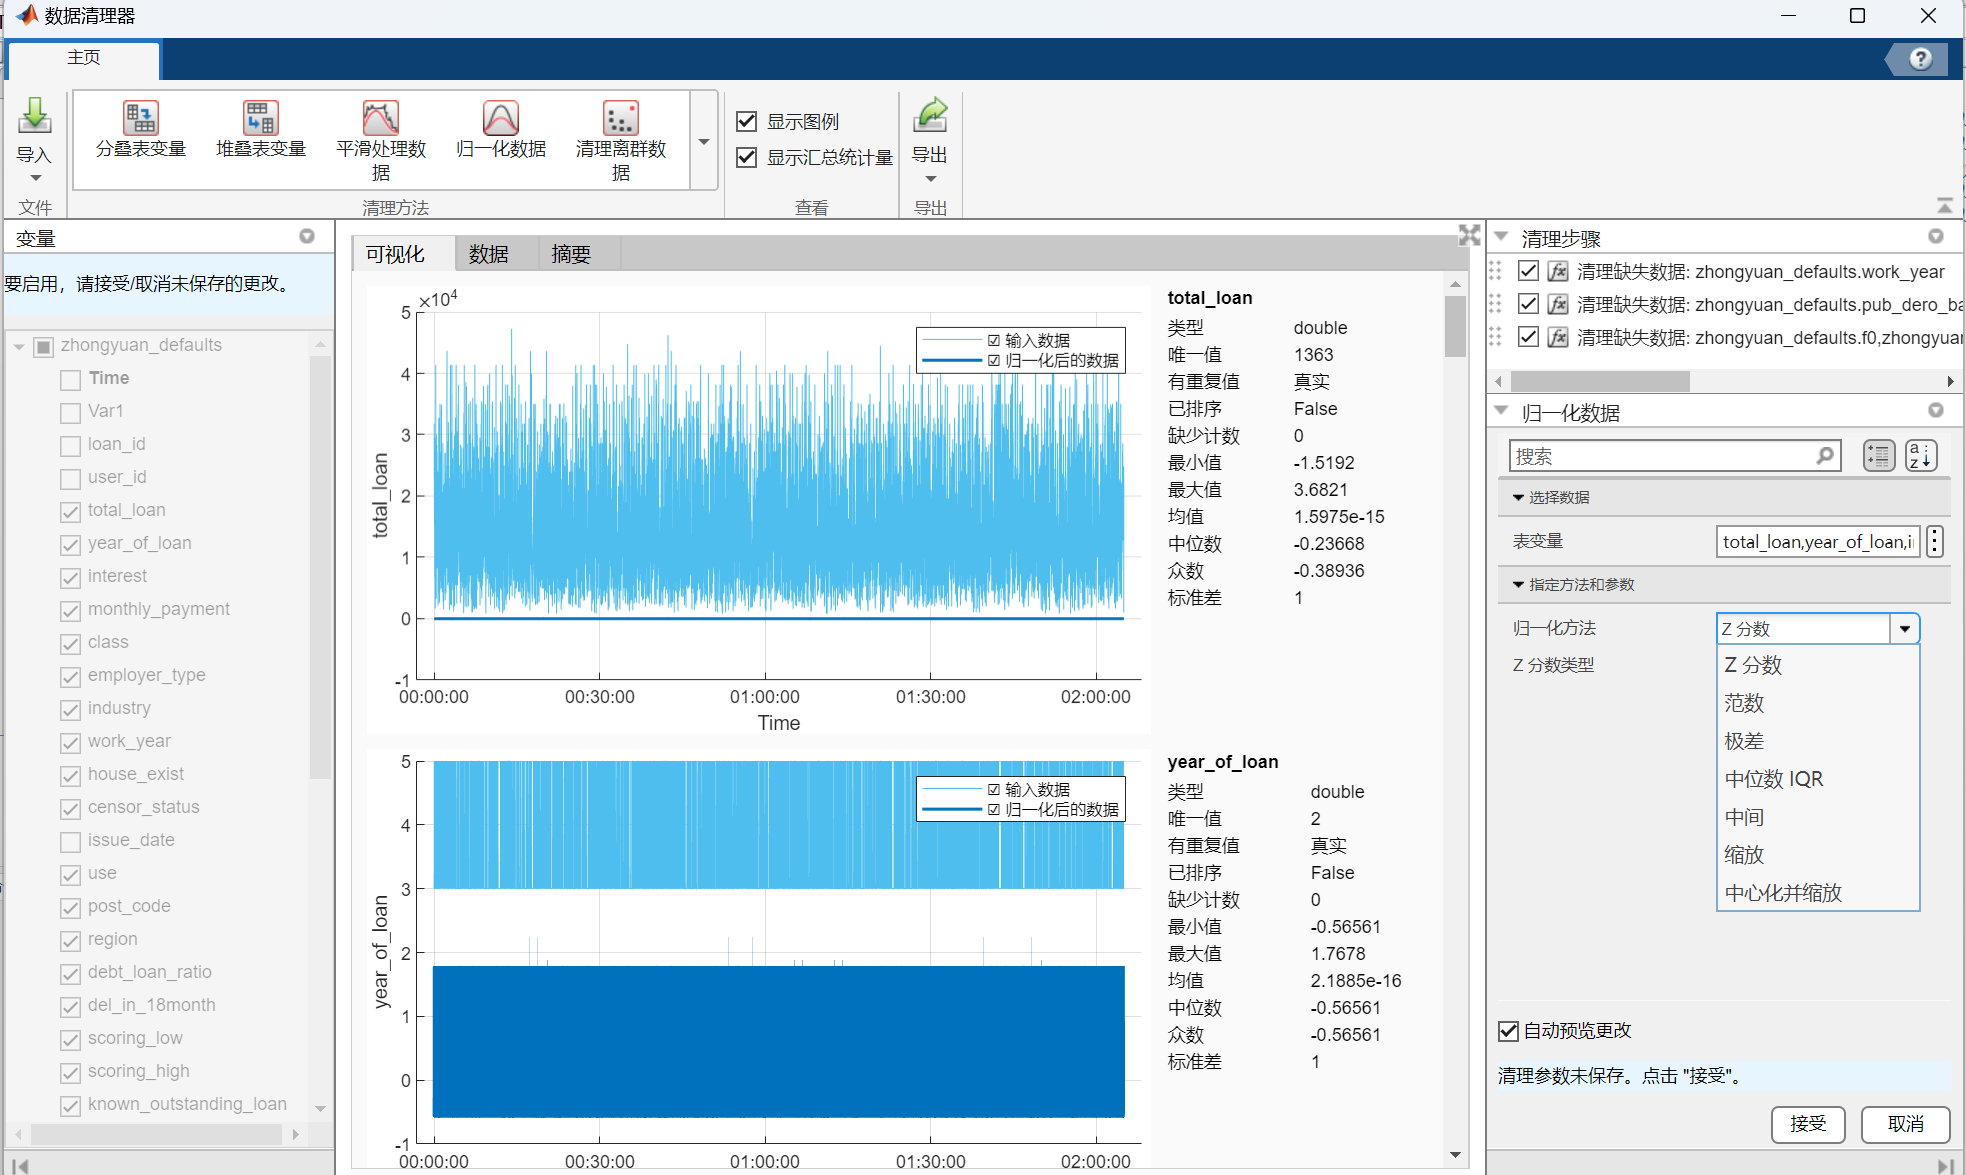 数据清理器
主页
导入
文件
分叠表变量
堆叠表变量
平滑处理数
据
归一化数据
清理离群数
据
清理方法
显示图例
显示汇总统计量
查看
导出
导出
变量
要启用，请接受/取消未保存的更改。
zhongyuan_defaults
Time
Var1
loan_id
user_id
total_loan
year_of_loan
interest
monthly_payment
class
employer_type
industry
work_year
house_exist
censor_status
issue_date
use
post_code
region
debt_loan_ratio
del_in_18month
scoring_low
scoring_high
known_outstanding_loan
可视化 数据 摘要
×10⁴
5
4
3
2
1
0
-1
total_loan
输入数据
归一化后的数据
00:00:00 00:30:00 01:00:00 01:30:00 02:00:00
Time
total_loan
类型 double
唯一值 1363
有重复值 真实
已排序 False
缺少计数 0
最小值 -1.5192
最大值 3.6821
均值 1.5975e-15
中位数 -0.23668
众数 -0.38936
标准差 1
5
4
3
2
1
0
-1
year_of_loan
输入数据
归一化后的数据
00:00:00 00:30:00 01:00:00 01:30:00 02:00:00
year_of_loan
类型 double
唯一值 2
有重复值 真实
已排序 False
缺少计数 0
最小值 -0.56561
最大值 1.7678
均值 2.1885e-16
中位数 -0.56561
众数 -0.56561
标准差 1
清理步骤
清理缺失数据: zhongyuan_defaults.work_year
清理缺失数据: zhongyuan_defaults.pub_dero_ba
清理缺失数据: zhongyuan_defaults.f0,zhongyuan
归一化数据
搜索
选择数据
表变量 total_loan,year_of_loan,i
指定方法和参数
归一化方法 Z 分数
Z 分数类型
Z 分数
范数
极差
中位数 IQR
中间
缩放
中心化并缩放
自动预览更改
清理参数未保存。点击 "接受"。
接受 取消